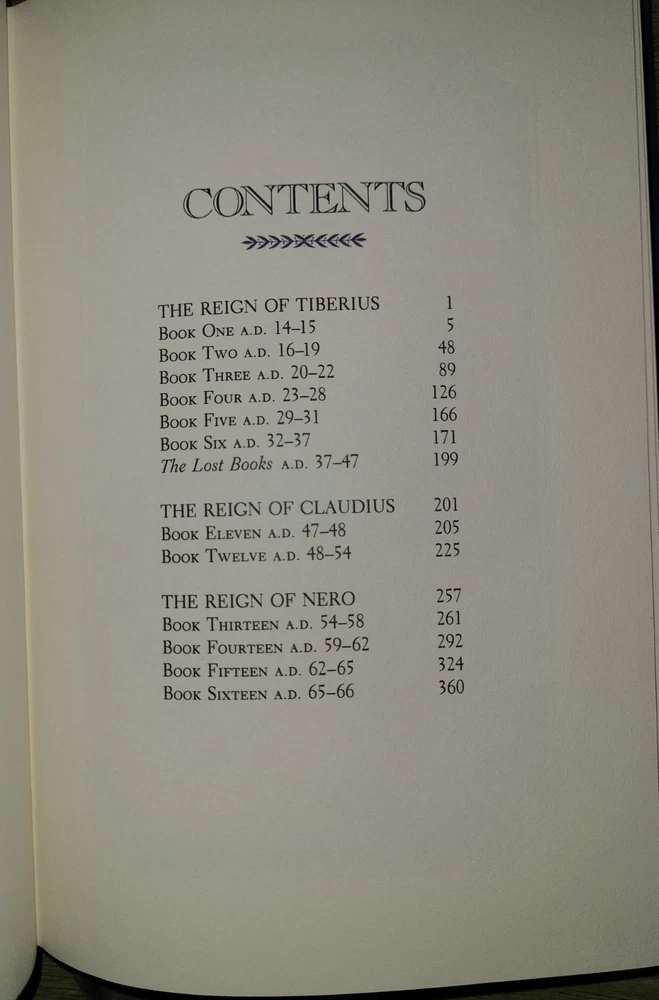 CONTENTS
THE REIGN OF TIBERIUS 1
Book One A.D. 14–15 5
Book Two A.D. 16–19 48
Book Three A.D. 20–22 89
Book Four A.D. 23–28 126
Book Five A.D. 29–31 166
Book Six A.D. 32–37 171
The Lost Books A.D. 37–47 199
THE REIGN OF CLAUDIUS 201
Book Eleven A.D. 47–48 205
Book Twelve A.D. 48–54 225
THE REIGN OF NERO 257
Book Thirteen A.D. 54–58 261
Book Fourteen A.D. 59–62 292
Book Fifteen A.D. 62–65 324
Book Sixteen A.D. 65–66 360